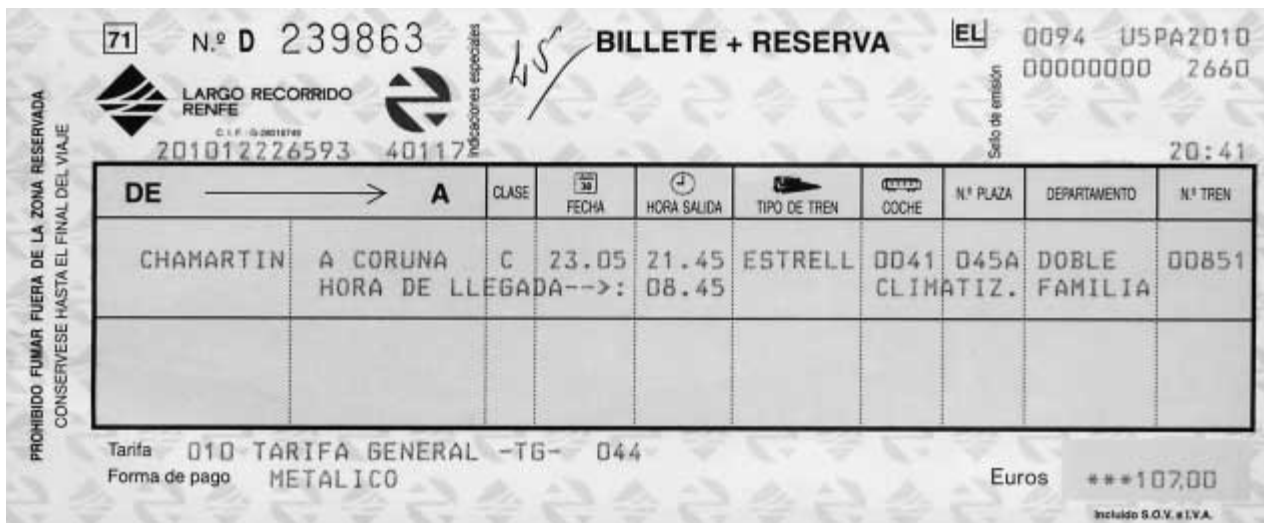 71 N.º D 239863 Indicaciones especiales 45 BILLETE + RESERVA EL Sello de emisión 0094 USPA2010
00000000 2660
LARGO RECORRIDO
RENFE
C.I.F.
201012226593 40117 20:41
DE A CLASE 30 FECHA HORA SALIDA TIPO DE TREN COCHE N.º PLAZA DEPARTAMENTO N.º TREN
CHAMARTIN A CORUNA C 23.05 21.45 ESTRELL 0041 045A DOBLE 00851
HORA DE LLEGADA-->: 08.45 CLIMATIZ. FAMILIA
Tarifa 010 TARIFA GENERAL -TG- 044
Forma de pago METALICO Euros ***107,00
Incluido S.O.V. e I.V.A.
PROHIBIDO FUMAR FUERA DE LA ZONA RESERVADA
CONSERVESE HASTA EL FINAL DEL VIAJE